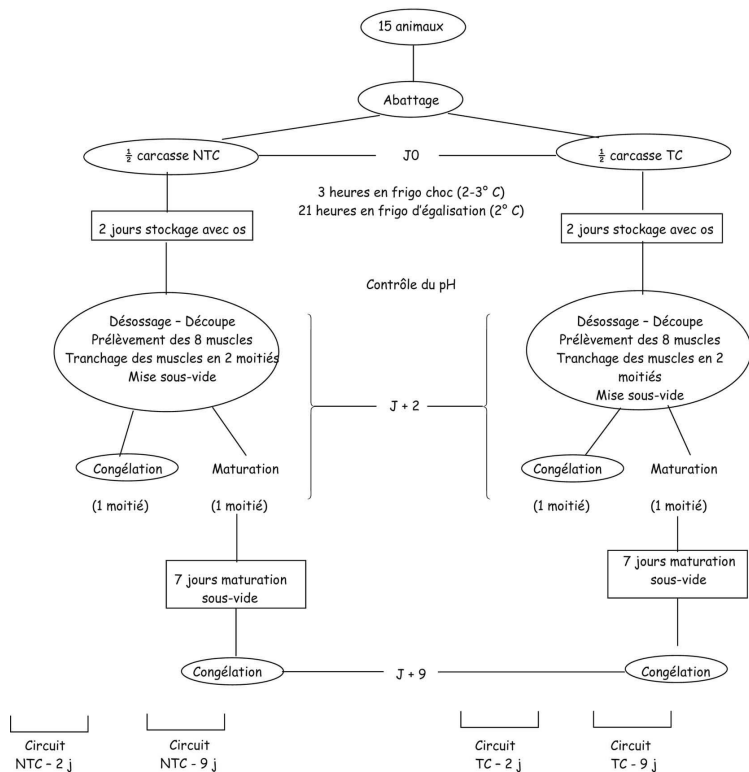 15 animaux
Abattage
½ carcasse NTC
J0
½ carcasse TC
3 heures en frigo choc (2-3° C)
21 heures en frigo d'égalisation (2° C)
2 jours stockage avec os
2 jours stockage avec os
Contrôle du pH
Désossage – Découpe
Prélèvement des 8 muscles
Tranchage des muscles en 2 moitiés
Mise sous-vide
Désossage – Découpe
Prélèvement des 8 muscles
Tranchage des muscles en 2
moitiés
Mise sous-vide
J + 2
Congélation
Maturation
Congélation
Maturation
(1 moitié)
(1 moitié)
(1 moitié)
(1 moitié)
7 jours maturation
sous-vide
7 jours maturation
sous-vide
Congélation
J + 9
Congélation
Circuit
NTC – 2 j
Circuit
NTC - 9 j
Circuit
TC – 2 j
Circuit
TC - 9 j